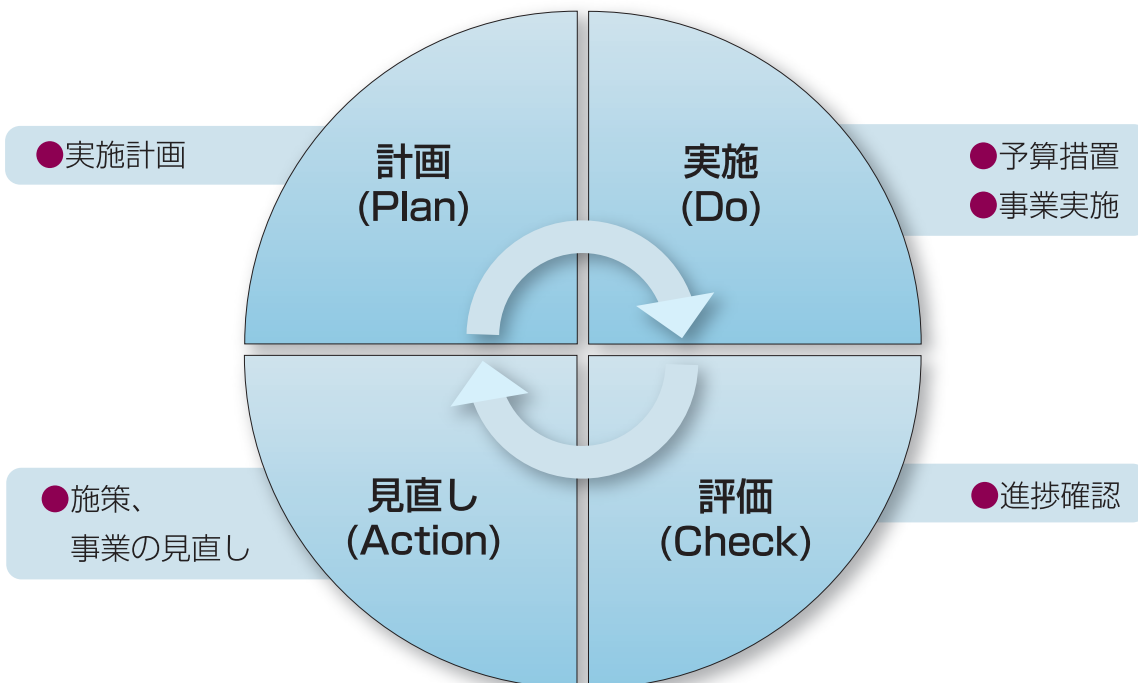 ●実施計画
計画
(Plan)
実施
(Do)
●予算措置
●事業実施
●施策、
事業の見直し
見直し
(Action)
評価
(Check)
●進捗確認